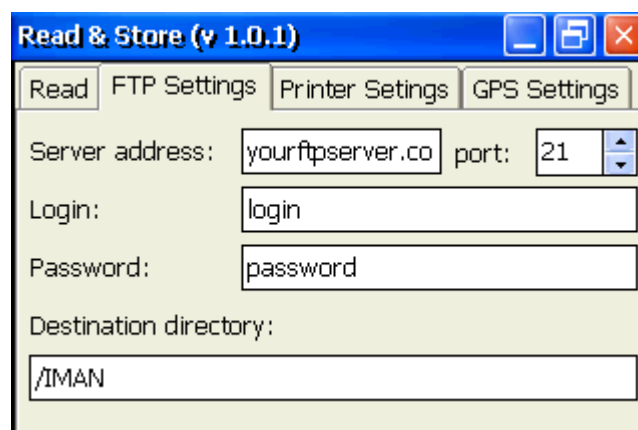 Read & Store (v 1.0.1)
Read FTP Settings Printer Setings GPS Settings
Server address: yourftpserver.co port: 21
Login: login
Password: password
Destination directory:
/IMAN